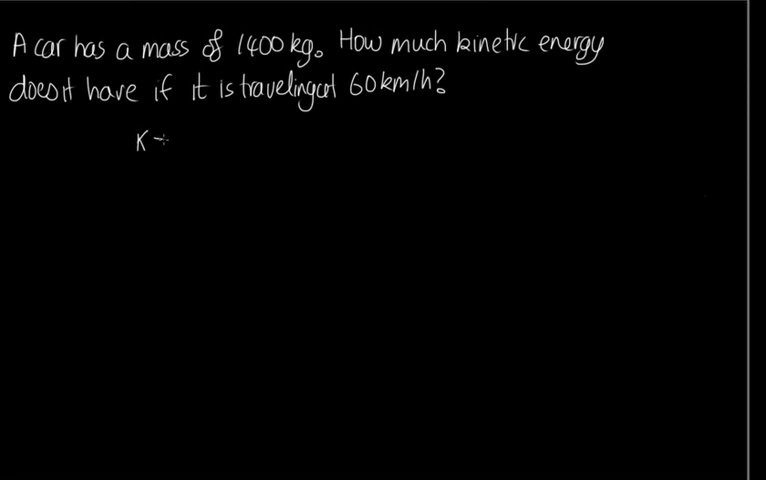 A car has a mass of 1400 kg. How much kinetic energy
does it have if it is traveling at 60 km/h?
K -